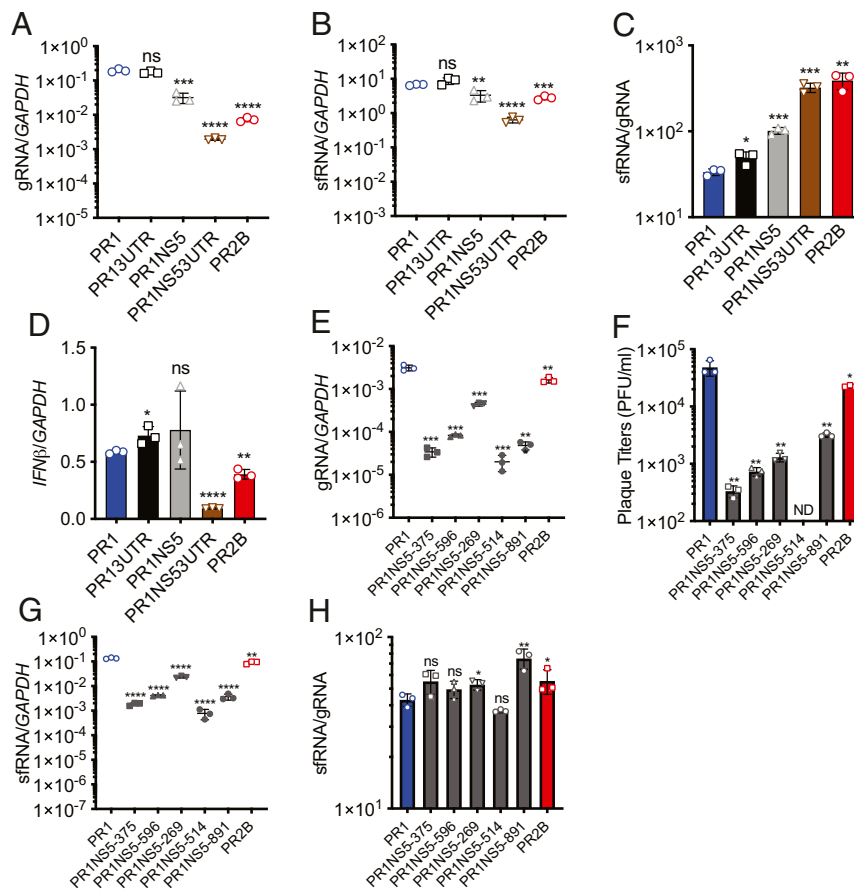 A
gRNA/GAPDH
1×10^0
1×10^-1
1×10^-2
1×10^-3
1×10^-4
1×10^-5
ns
***
****
****
PR1
PR13UTR
PR1NS5
PR1NS53UTR
PR2B
B
sfRNA/GAPDH
1×10^2
1×10^1
1×10^0
1×10^-1
1×10^-2
1×10^-3
ns
**
****
***
PR1
PR13UTR
PR1NS5
PR1NS53UTR
PR2B
C
sfRNA/gRNA
1×10^3
1×10^2
1×10^1
*
***
***
**
PR1
PR13UTR
PR1NS5
PR1NS53UTR
PR2B
D
IFNβ/GAPDH
1.5
1.0
0.5
0.0
*
ns
****
**
PR1
PR13UTR
PR1NS5
PR1NS53UTR
PR2B
E
gRNA/GAPDH
1×10^-2
1×10^-3
1×10^-4
1×10^-5
1×10^-6
***
***
***
***
**
**
PR1
PR1NS5-375
PR1NS5-596
PR1NS5-269
PR1NS5-514
PR1NS5-891
PR2B
F
Plaque Titers (PFU/ml)
1×10^5
1×10^4
1×10^3
1×10^2
**
**
**
ND
**
*
PR1
PR1NS5-375
PR1NS5-596
PR1NS5-269
PR1NS5-514
PR1NS5-891
PR2B
G
sfRNA/GAPDH
1×10^0
1×10^-1
1×10^-2
1×10^-3
1×10^-4
1×10^-5
1×10^-6
1×10^-7
****
****
****
****
****
**
PR1
PR1NS5-375
PR1NS5-596
PR1NS5-269
PR1NS5-514
PR1NS5-891
PR2B
H
sfRNA/gRNA
1×10^2
1×10^1
ns
ns
*
ns
**
*
PR1
PR1NS5-375
PR1NS5-596
PR1NS5-269
PR1NS5-514
PR1NS5-891
PR2B